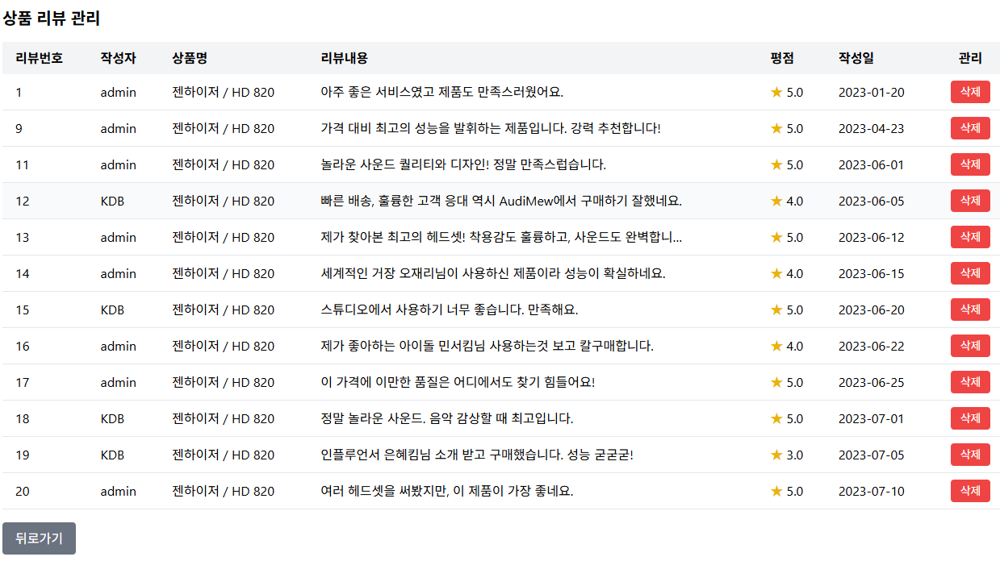 상품 리뷰 관리
리뷰번호 작성자 상품명 리뷰내용 평점 작성일 관리
1 admin 젠하이저 / HD 820 아주 좋은 서비스였고 제품도 만족스러웠어요. ★ 5.0 2023-01-20 삭제
9 admin 젠하이저 / HD 820 가격 대비 최고의 성능을 발휘하는 제품입니다. 강력 추천합니다! ★ 5.0 2023-04-23 삭제
11 admin 젠하이저 / HD 820 놀라운 사운드 퀄리티와 디자인! 정말 만족스럽습니다. ★ 5.0 2023-06-01 삭제
12 KDB 젠하이저 / HD 820 빠른 배송, 훌륭한 고객 응대 역시 AudiMew에서 구매하기 잘했네요. ★ 4.0 2023-06-05 삭제
13 admin 젠하이저 / HD 820 제가 찾아본 최고의 헤드셋! 착용감도 훌륭하고, 사운드도 완벽합니... ★ 5.0 2023-06-12 삭제
14 admin 젠하이저 / HD 820 세계적인 거장 오재리님이 사용하신 제품이라 성능이 확실하네요. ★ 4.0 2023-06-15 삭제
15 KDB 젠하이저 / HD 820 스튜디오에서 사용하기 너무 좋습니다. 만족해요. ★ 5.0 2023-06-20 삭제
16 admin 젠하이저 / HD 820 제가 좋아하는 아이돌 민서킴님 사용하는것 보고 칼구매합니다. ★ 4.0 2023-06-22 삭제
17 admin 젠하이저 / HD 820 이 가격에 이만한 품질은 어디에서도 찾기 힘들어요! ★ 5.0 2023-06-25 삭제
18 KDB 젠하이저 / HD 820 정말 놀라운 사운드. 음악 감상할 때 최고입니다. ★ 5.0 2023-07-01 삭제
19 KDB 젠하이저 / HD 820 인플루언서 은혜킴님 소개 받고 구매했습니다. 성능 굳굳굳! ★ 3.0 2023-07-05 삭제
20 admin 젠하이저 / HD 820 여러 헤드셋을 써봤지만, 이 제품이 가장 좋네요. ★ 5.0 2023-07-10 삭제
뒤로가기